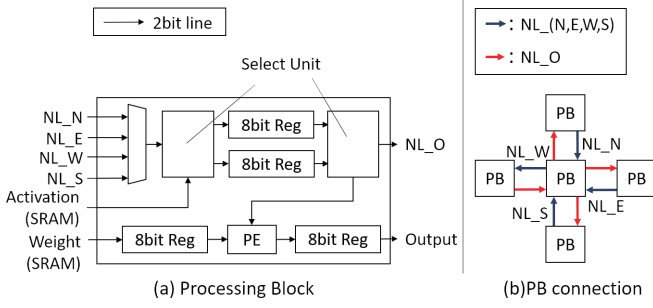 2bit line
Select Unit
NL_N
NL_E
NL_W
NL_S
Activation
(SRAM)
Weight
(SRAM)
8bit Reg
8bit Reg
8bit Reg
PE
8bit Reg
NL_O
Output
(a) Processing Block
: NL_(N,E,W,S)
: NL_O
PB
NL_W
NL_N
PB
PB
PB
NL_S
NL_E
PB
(b)PB connection